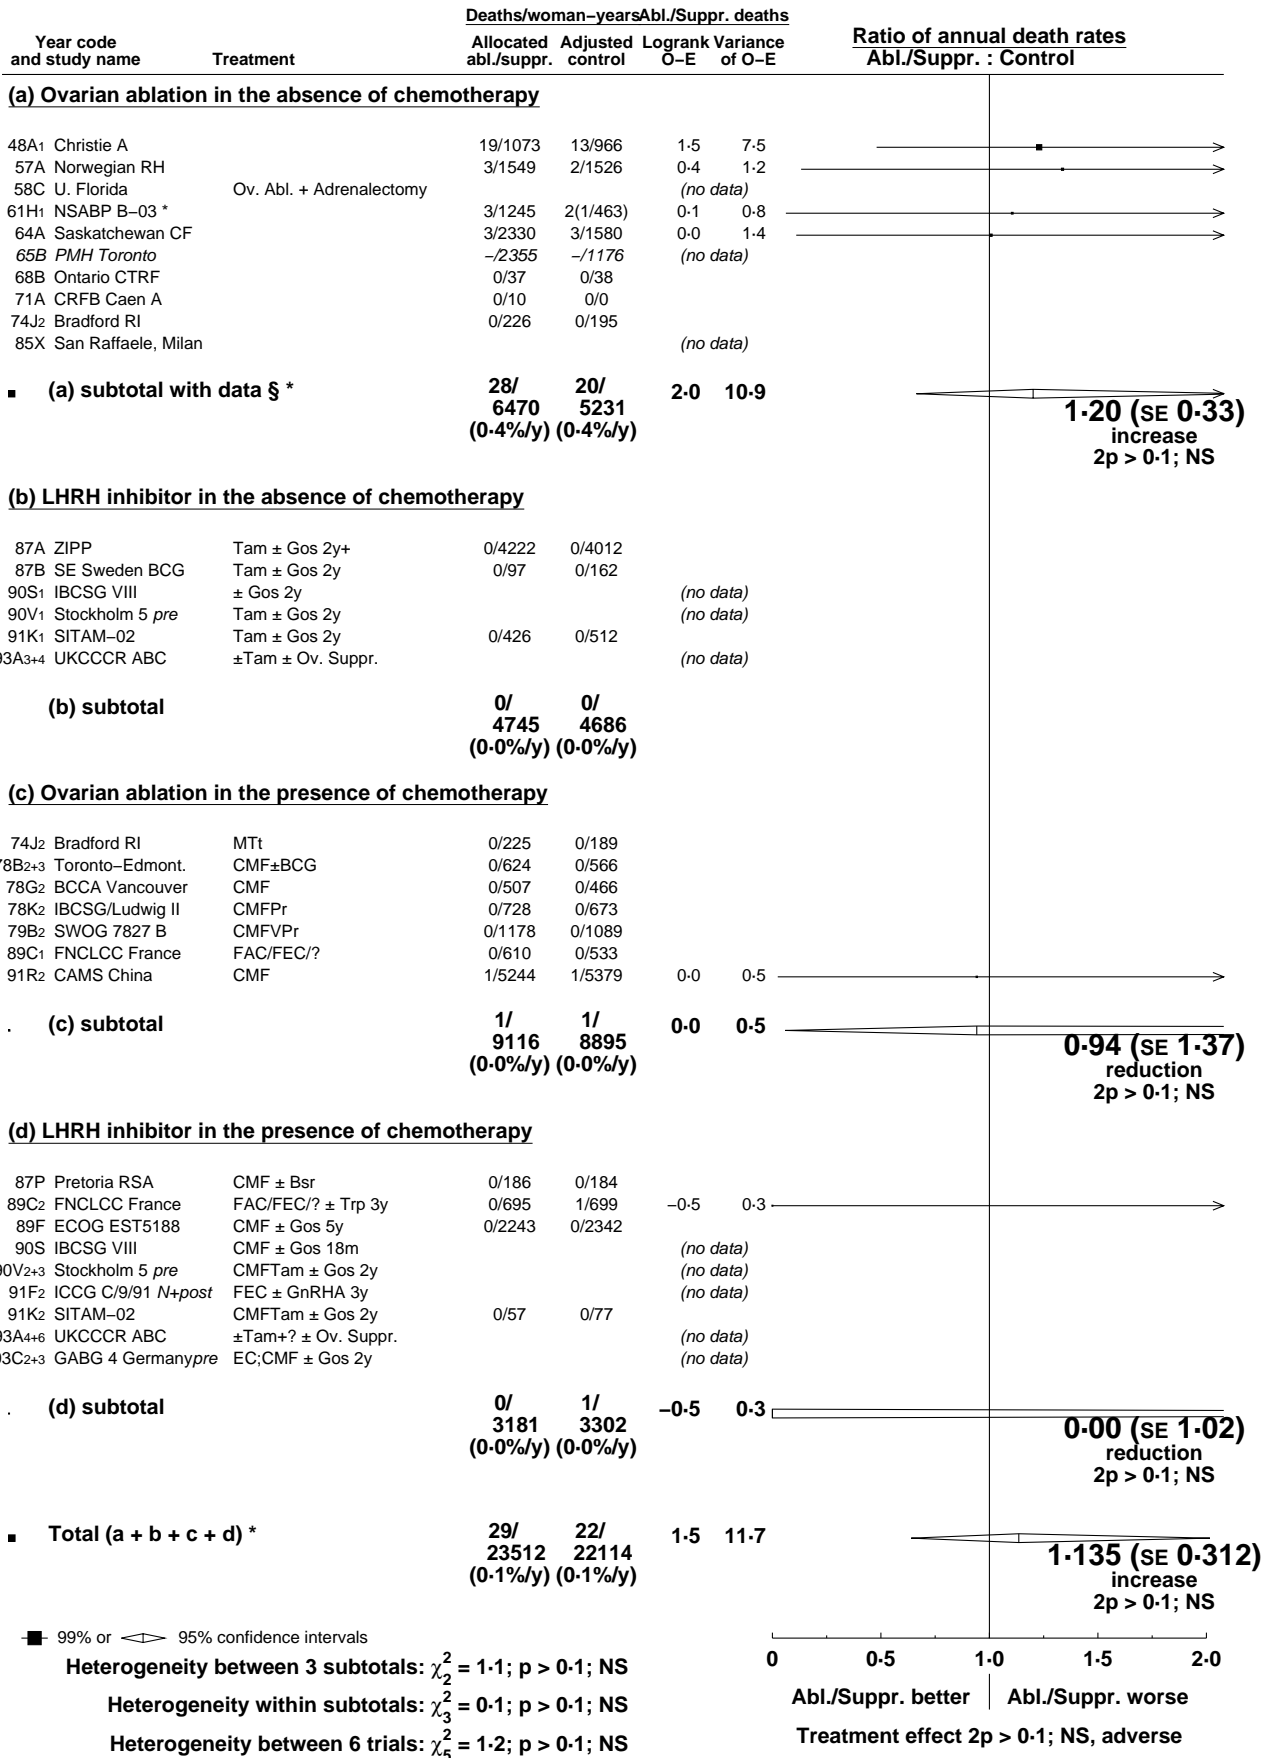 Deaths/woman–years Abl./Suppr. deaths
Year code and study name Treatment Allocated abl./suppr. Adjusted control Logrank O–E Variance of O–E Ratio of annual death rates Abl./Suppr. : Control
(a) Ovarian ablation in the absence of chemotherapy
48A1 Christie A 19/1073 13/966 1·5 7·5
57A Norwegian RH 3/1549 2/1526 0·4 1·2
58C U. Florida Ov. Abl. + Adrenalectomy (no data)
61H1 NSABP B–03 * 3/1245 2(1/463) 0·1 0·8
64A Saskatchewan CF 3/2330 3/1580 0·0 1·4
65B PMH Toronto –/2355 –/1176 (no data)
68B Ontario CTRF 0/37 0/38
71A CRFB Caen A 0/10 0/0
74J2 Bradford RI 0/226 0/195
85X San Raffaele, Milan (no data)
(a) subtotal with data § * 28/ 20/ 2·0 10·9
6470 5231 1·20 (SE 0·33)
(0·4%/y) (0·4%/y) increase
2p > 0·1; NS
(b) LHRH inhibitor in the absence of chemotherapy
87A ZIPP Tam ± Gos 2y+ 0/4222 0/4012
87B SE Sweden BCG Tam ± Gos 2y 0/97 0/162
90S1 IBCSG VIII ± Gos 2y (no data)
90V1 Stockholm 5 pre Tam ± Gos 2y (no data)
91K1 SITAM–02 Tam ± Gos 2y 0/426 0/512
93A3+4 UKCCCR ABC ±Tam ± Ov. Suppr. (no data)
(b) subtotal 0/ 0/
4745 4686
(0·0%/y) (0·0%/y)
(c) Ovarian ablation in the presence of chemotherapy
74J2 Bradford RI MTt 0/225 0/189
78B2+3 Toronto–Edmont. CMF±BCG 0/624 0/566
78G2 BCCA Vancouver CMF 0/507 0/466
78K2 IBCSG/Ludwig II CMFPr 0/728 0/673
79B2 SWOG 7827 B CMFVPr 0/1178 0/1089
89C1 FNCLCC France FAC/FEC/? 0/610 0/533
91R2 CAMS China CMF 1/5244 1/5379 0·0 0·5
(c) subtotal 1/ 1/ 0·0 0·5
9116 8895 0·94 (SE 1·37)
(0·0%/y) (0·0%/y) reduction
2p > 0·1; NS
(d) LHRH inhibitor in the presence of chemotherapy
87P Pretoria RSA CMF ± Bsr 0/186 0/184
89C2 FNCLCC France FAC/FEC/? ± Trp 3y 0/695 1/699 –0·5 0·3
89F ECOG EST5188 CMF ± Gos 5y 0/2243 0/2342
90S IBCSG VIII CMF ± Gos 18m (no data)
90V2+3 Stockholm 5 pre CMFTam ± Gos 2y (no data)
91F2 ICCG C/9/91 N+post FEC ± GnRHA 3y (no data)
91K2 SITAM–02 CMFTam ± Gos 2y 0/57 0/77
93A4+6 UKCCCR ABC ±Tam+? ± Ov. Suppr. (no data)
93C2+3 GABG 4 Germanypre EC;CMF ± Gos 2y (no data)
(d) subtotal 0/ 1/ –0·5 0·3
3181 3302 0·00 (SE 1·02)
(0·0%/y) (0·0%/y) reduction
2p > 0·1; NS
Total (a + b + c + d) * 29/ 22/ 1·5 11·7
23512 22114 1·135 (SE 0·312)
(0·1%/y) (0·1%/y) increase
2p > 0·1; NS
99% or 95% confidence intervals
0 0·5 1·0 1·5 2·0
Heterogeneity between 3 subtotals: χ²₂ = 1·1; p > 0·1; NS
Abl./Suppr. better Abl./Suppr. worse
Heterogeneity within subtotals: χ²₃ = 0·1; p > 0·1; NS
Treatment effect 2p > 0·1; NS, adverse
Heterogeneity between 6 trials: χ²₅ = 1·2; p > 0·1; NS